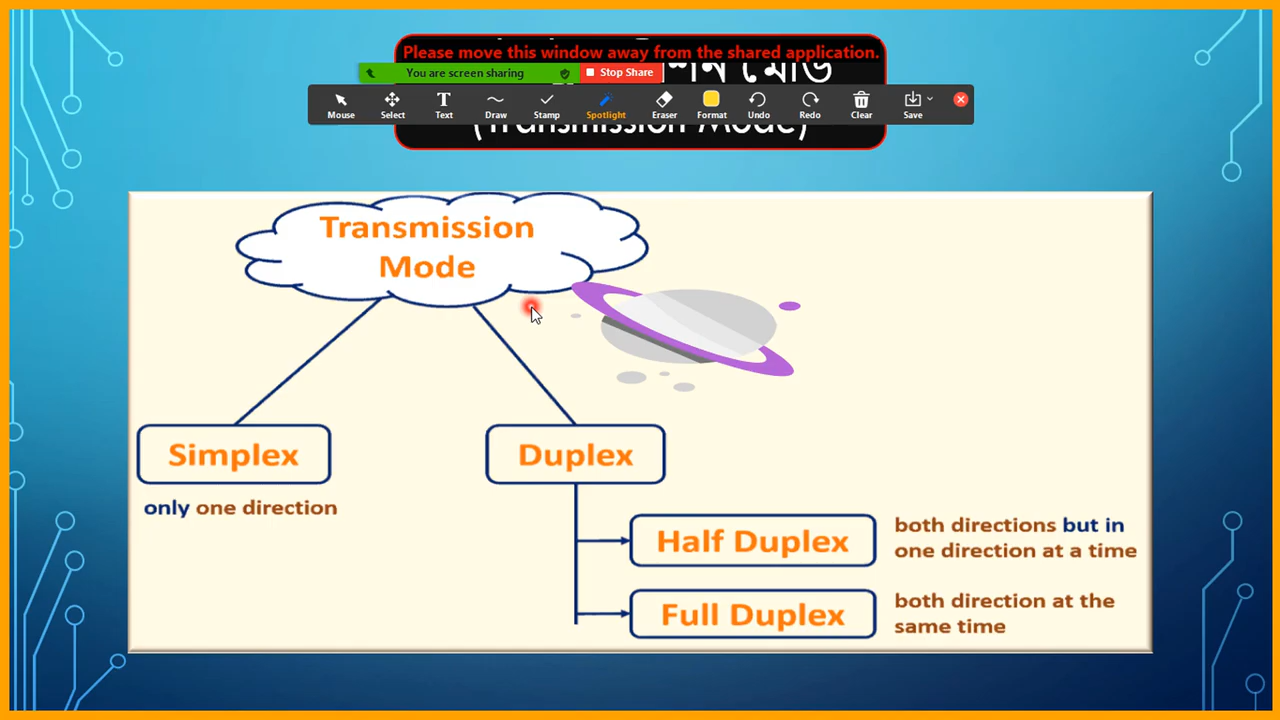 Please move this window away from the shared application.
মোড
You are screen sharing
Stop Share
Mouse
Select
Text
Draw
Stamp
Spotlight
Eraser
Format
Undo
Redo
Clear
Save
(Transmission Mode)
Transmission
Mode
Simplex
Duplex
only one direction
Half Duplex
both directions but in
one direction at a time
Full Duplex
both direction at the
same time